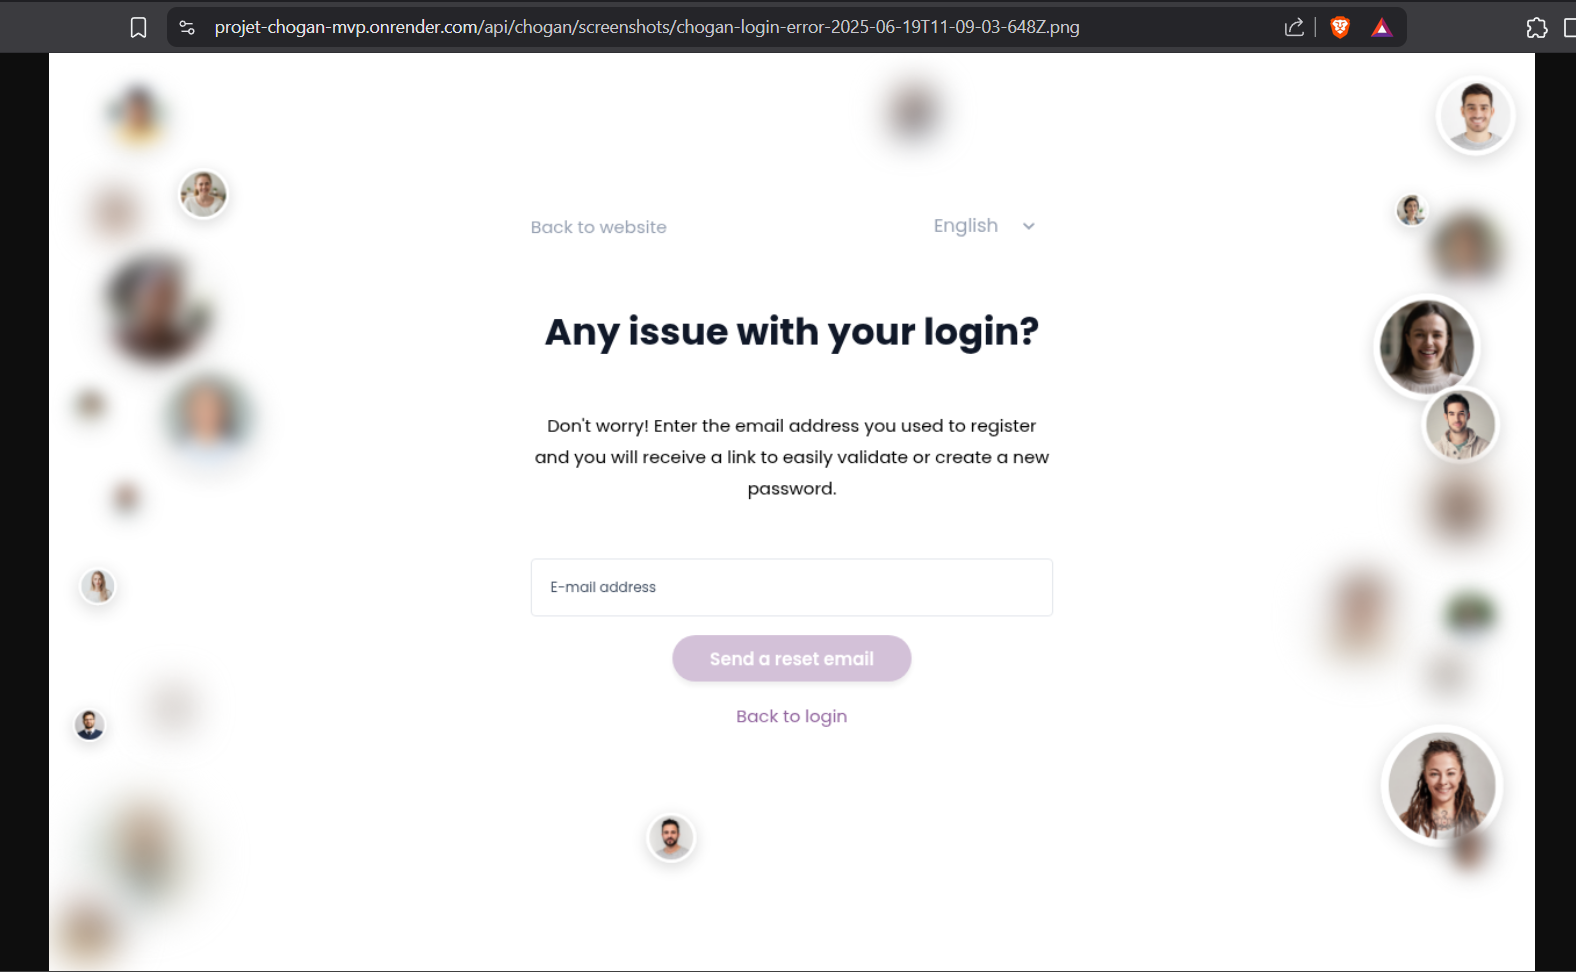 projet-chogan-mvp.onrender.com/api/chogan/screenshots/chogan-login-error-2025-06-19T11-09-03-648Z.png
Back to website
English
Any issue with your login?
Don't worry! Enter the email address you used to register
and you will receive a link to easily validate or create a new
password.
E-mail address
Send a reset email
Back to login